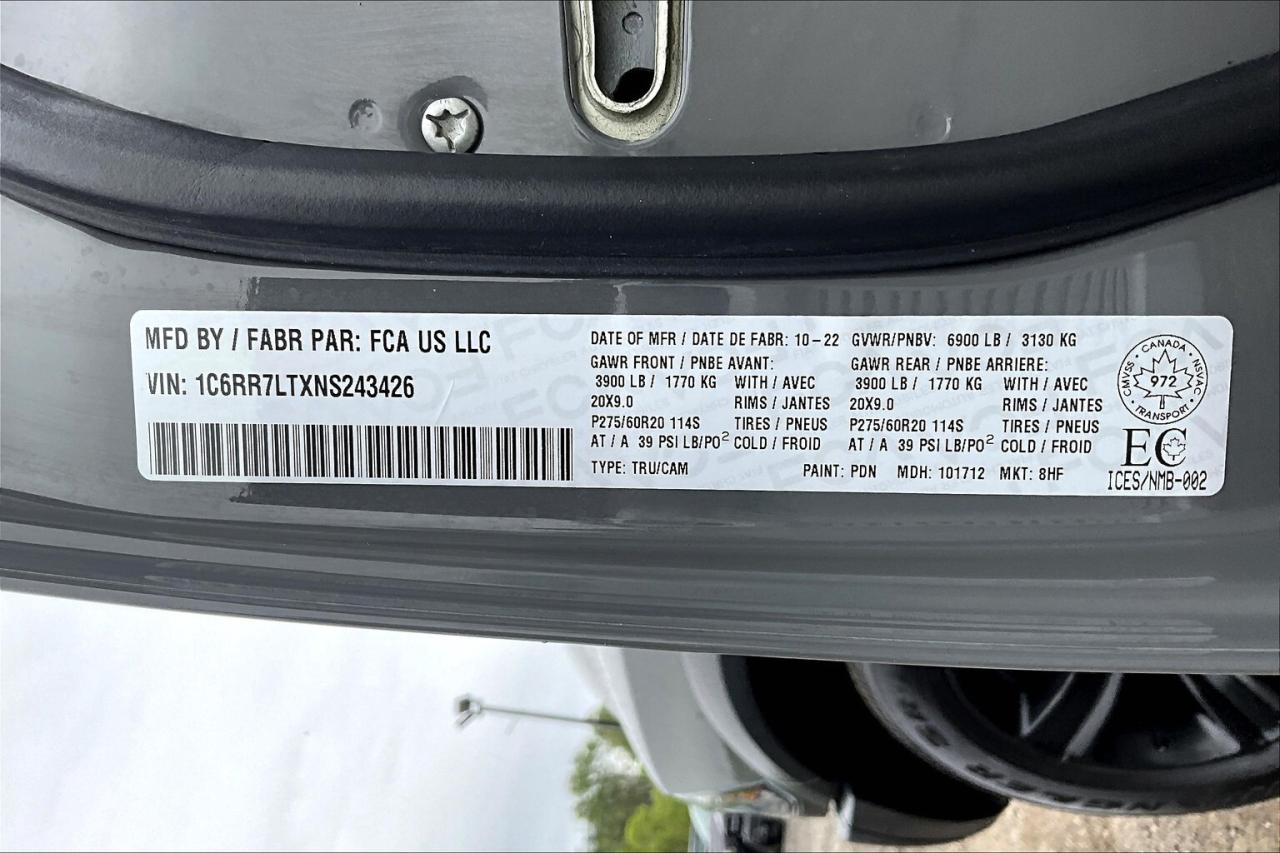 MFD BY / FABR PAR: FCA US LLC
VIN: 1C6RR7LTXNS243426
DATE OF MFR / DATE DE FABR: 10-22 GVWR/PNBV: 6900 LB / 3130 KG
GAWR FRONT / PNBE AVANT: GAWR REAR / PNBE ARRIERE:
3900 LB / 1770 KG WITH / AVEC 3900 LB / 1770 KG WITH / AVEC
20X9.0 RIMS / JANTES 20X9.0 RIMS / JANTES
P275/60R20 114S TIRES / PNEUS P275/60R20 114S TIRES / PNEUS
AT / A 39 PSI LB/PO² COLD / FROID AT / A 39 PSI LB/PO² COLD / FROID
TYPE: TRU/CAM PAINT: PDN MDH: 101712 MKT: 8HF
CANADA
CMVSS 972 NSVAC
TRANSPORT
EC
ICES/NMB-002